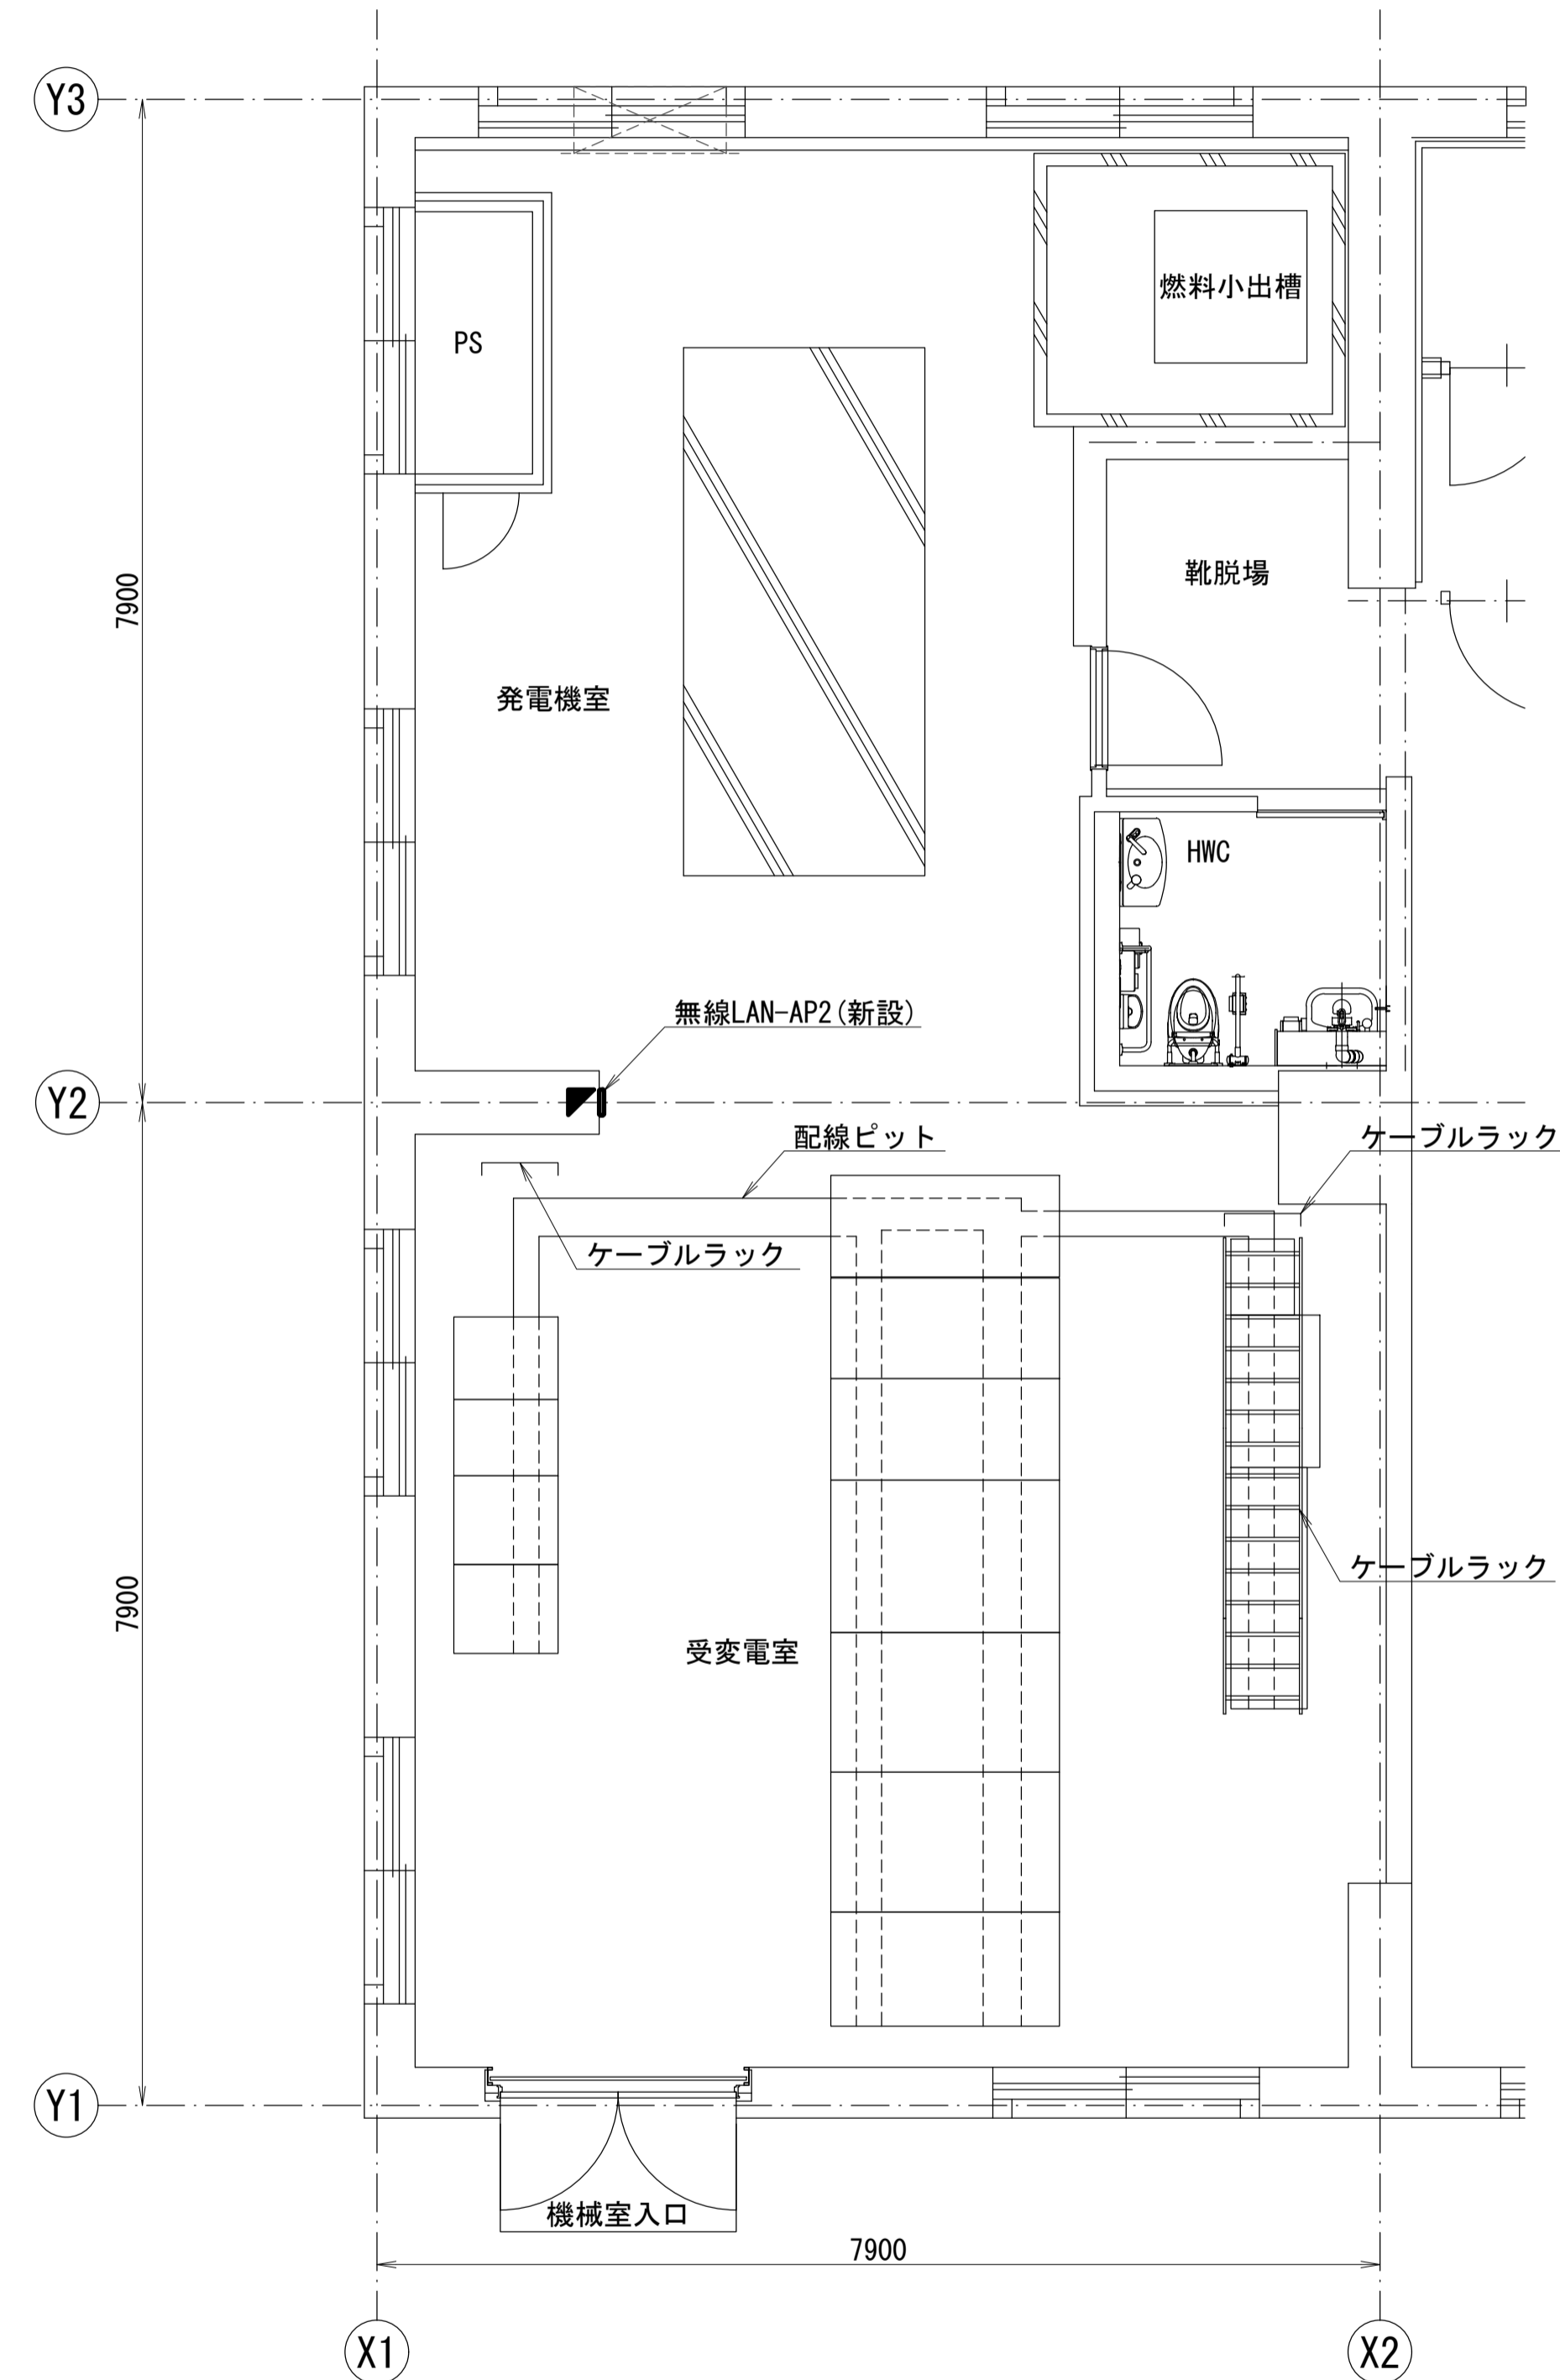 Y3
燃料小出槽
PS
靴脱場
7900
発電機室
HWC
無線LAN-AP2(新設)
Y2
配線ピット
ケーブルラック
ケーブルラック
ケーブルラック
7900
受変電室
Y1
機械室入口
7900
X1
X2